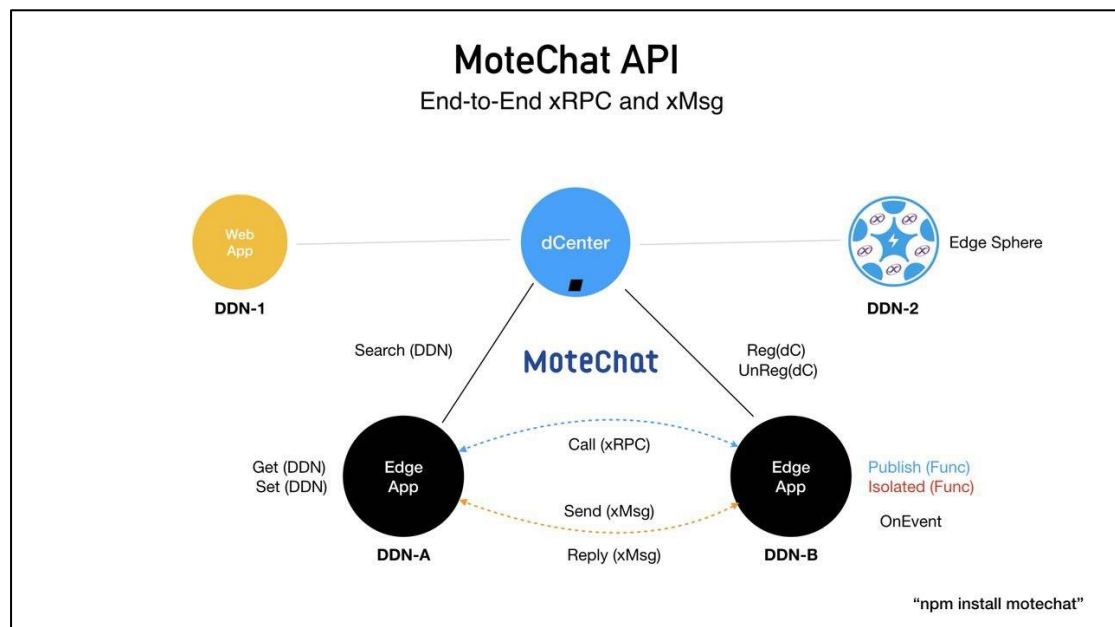 MoteChat API
End-to-End xRPC and xMsg
Web
App
dCenter
Edge Sphere
DDN-1
DDN-2
Search (DDN)
MoteChat
Reg(dC)
UnReg(dC)
Call (xRPC)
Get (DDN)
Set (DDN)
Edge
App
Edge
App
Publish (Func)
Isolated (Func)
Send (xMsg)
OnEvent
DDN-A
Reply (xMsg)
DDN-B
“npm install motechat”